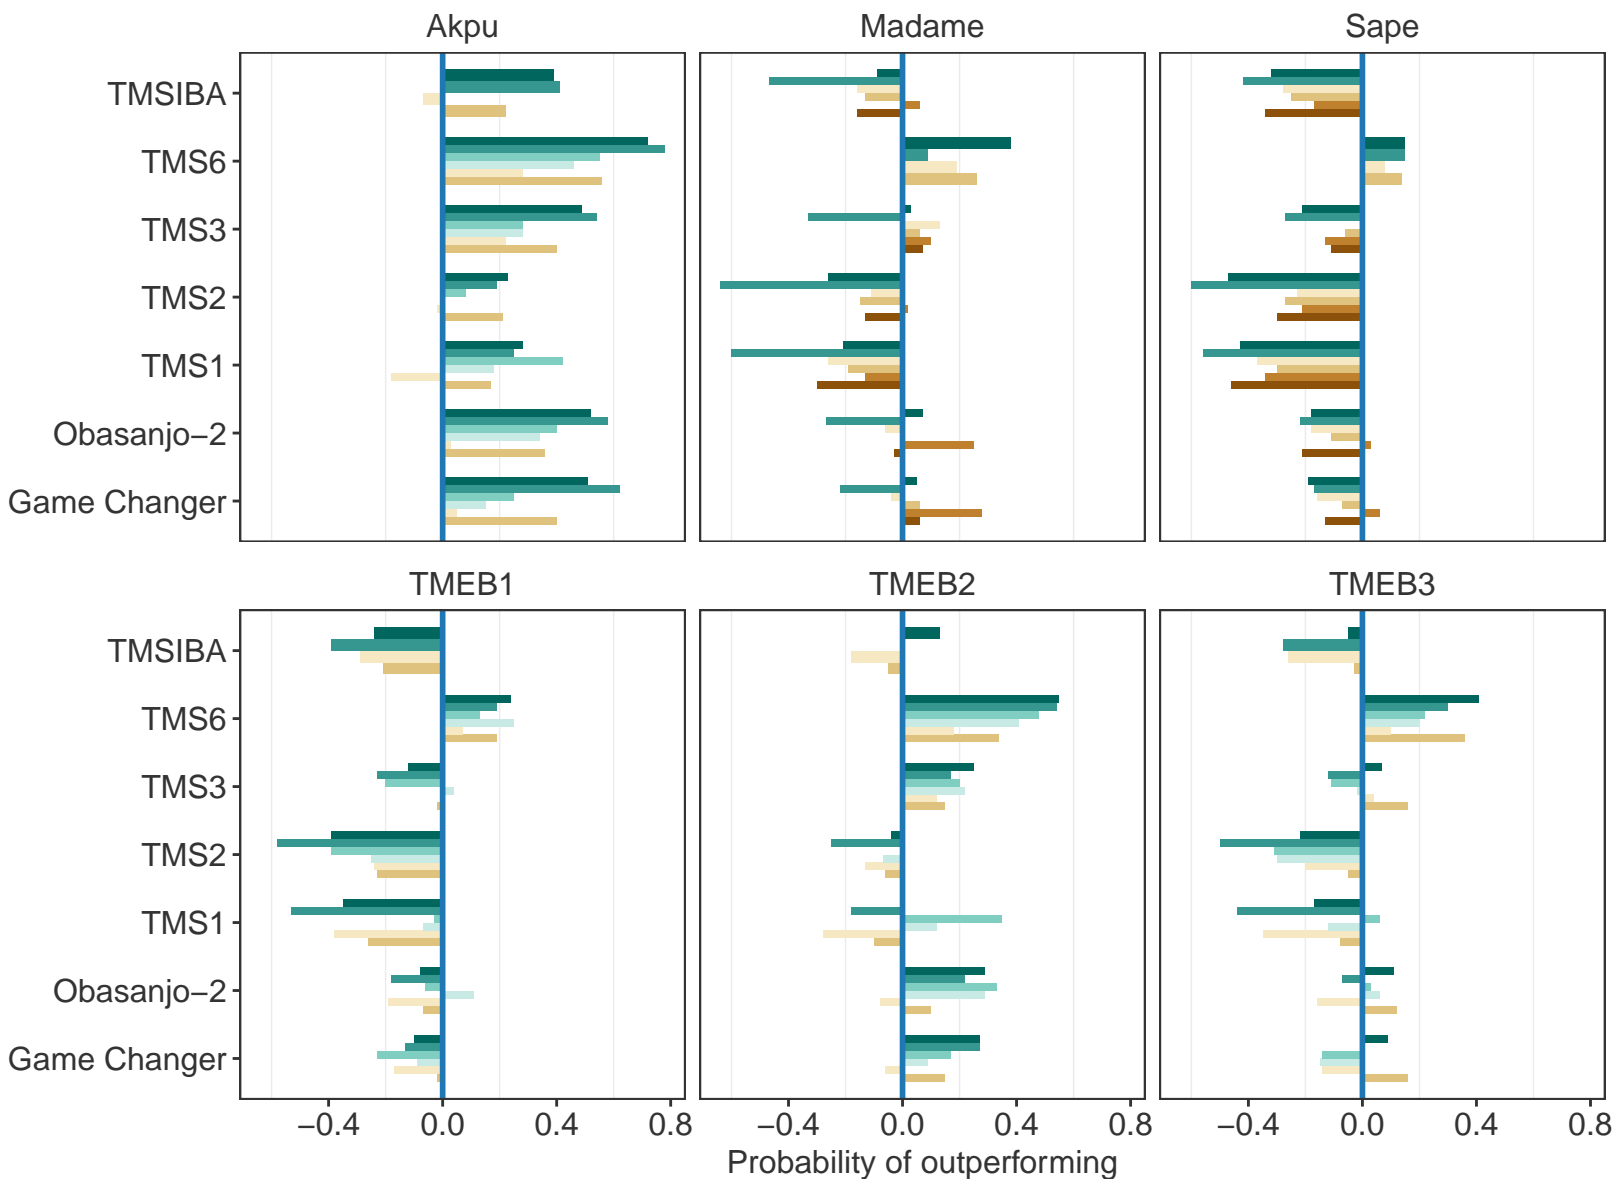 Akpu Madame Sape
TMSIBA
TMS6
TMS3
TMS2
TMS1
Obasanjo−2
Game Changer
TMEB1 TMEB2 TMEB3
TMSIBA
TMS6
TMS3
TMS2
TMS1
Obasanjo−2
Game Changer
−0.4 0.0 0.4 0.8 −0.4 0.0 0.4 0.8 −0.4 0.0 0.4 0.8
Probability of outperforming